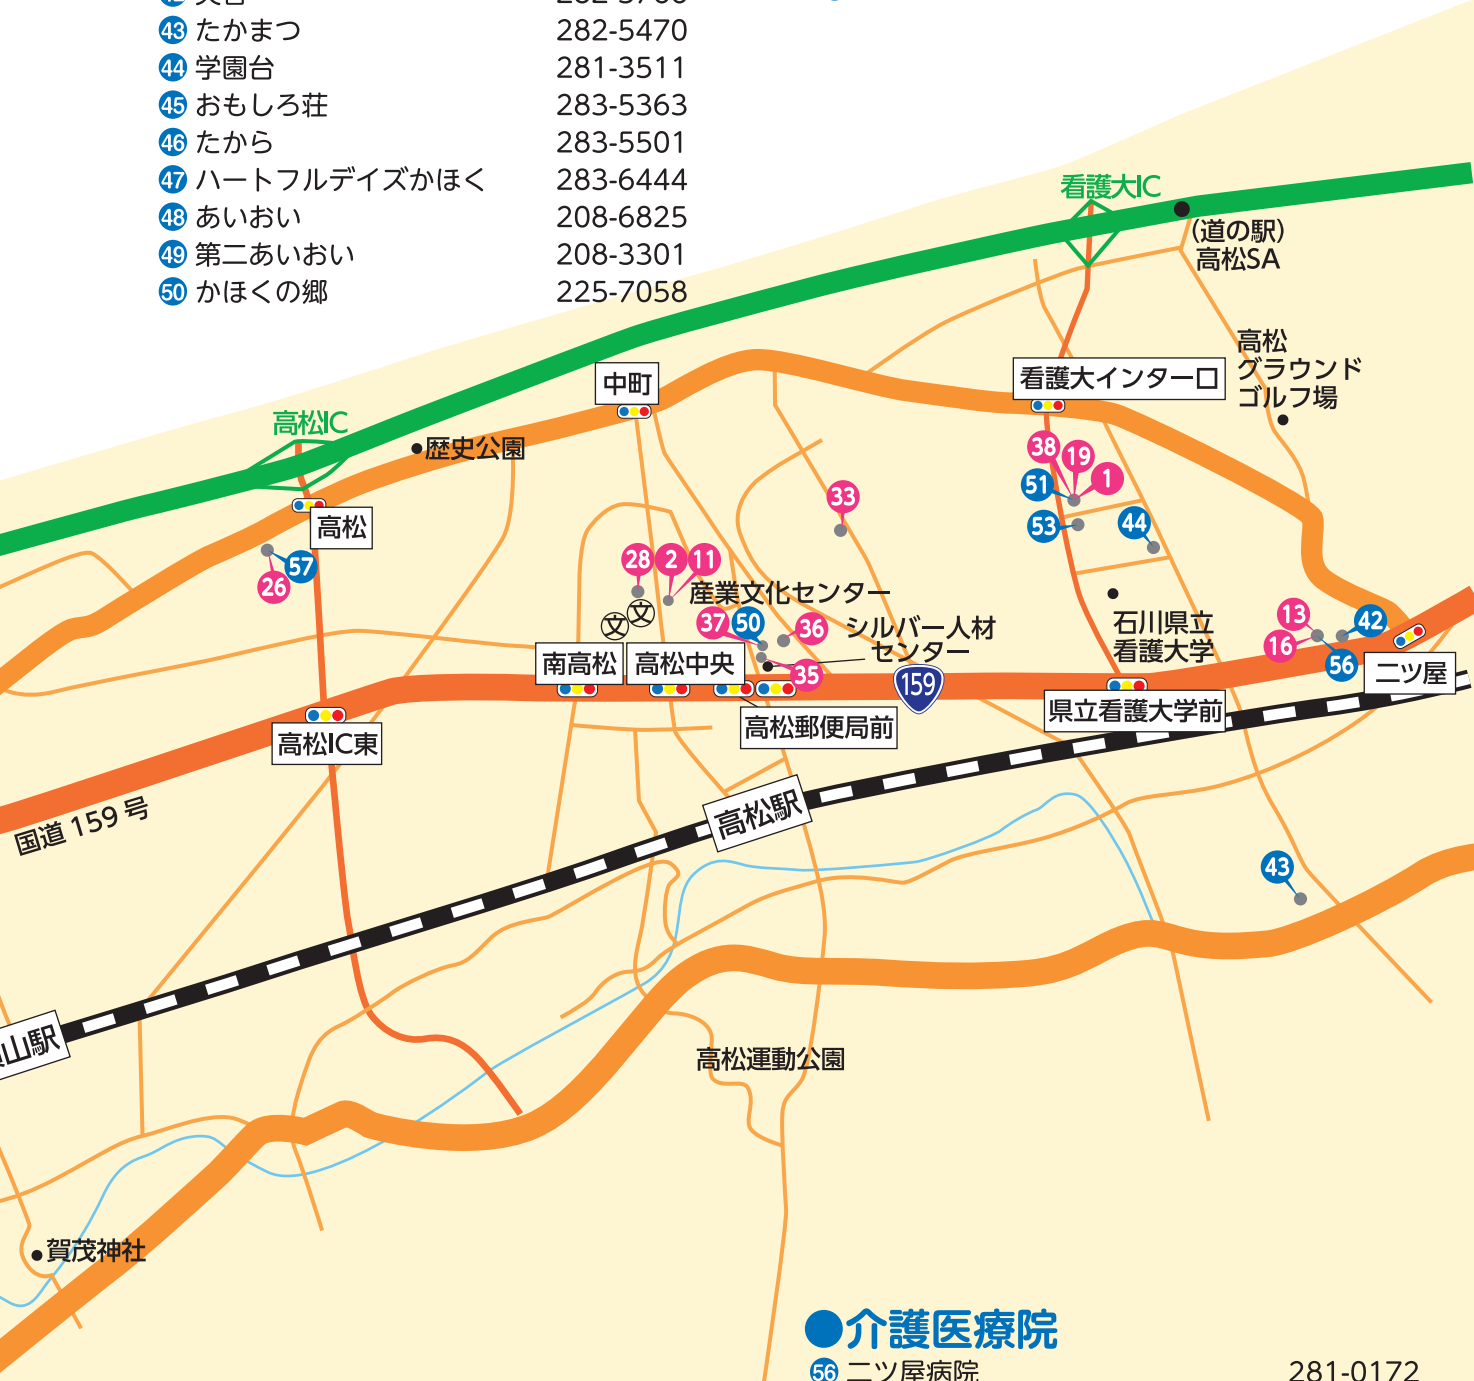 43 たかまつ 282-5470
44 学園台 281-3511
45 おもしろ荘 283-5363
46 たから 283-5501
47 ハートフルデイズかほく 283-6444
48 あいおい 208-6825
49 第二あいおい 208-3301
50 かほくの郷 225-7058
看護大IC
(道の駅)
高松SA
高松
グラウンド
ゴルフ場
中町
看護大インター口
高松IC
歴史公園
38
19
1
51
33
53
44
高松
57
26
28
2
11
産業文化センター
文
文
37
50
36
シルバー人材
センター
35
石川県立
看護大学
13
42
16
56
二ツ屋
南高松
高松中央
159
県立看護大学前
高松郵便局前
高松IC東
国道159号
高松駅
43
山駅
高松運動公園
賀茂神社
●介護医療院
56 二ツ屋病院 281-0172